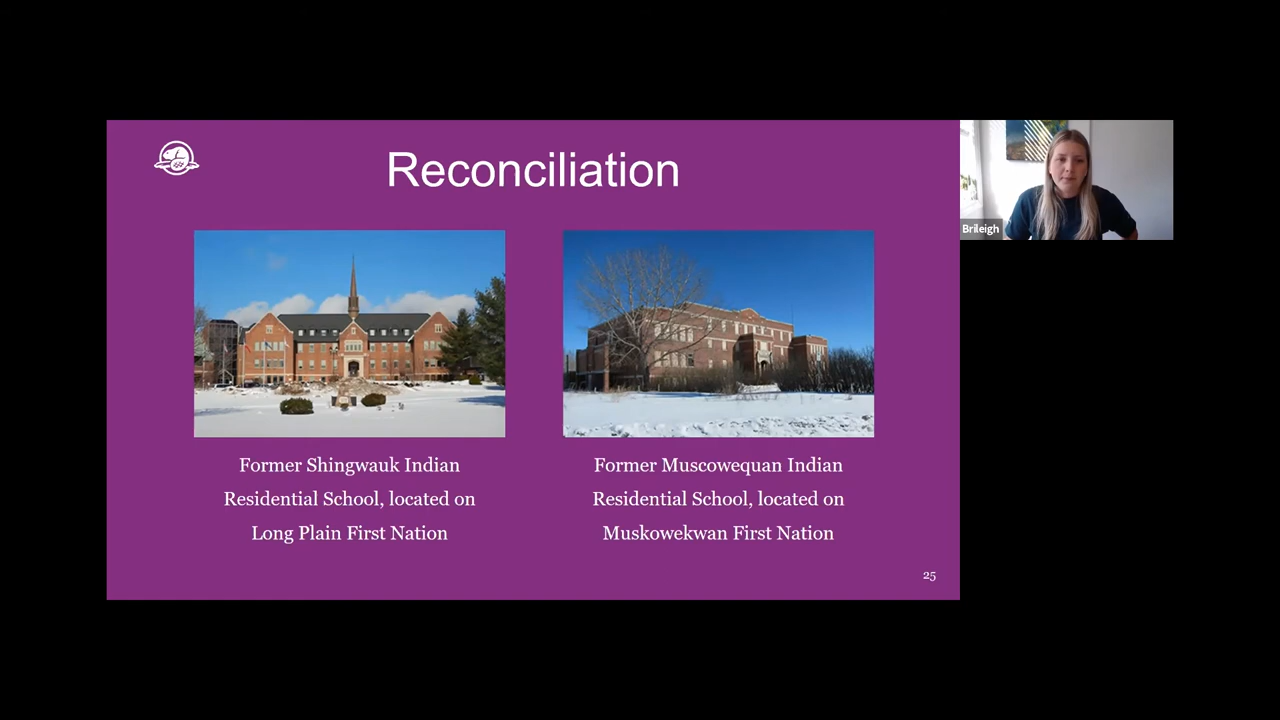 Reconciliation
Brileigh
Former Shingwauk Indian
Residential School, located on
Long Plain First Nation
Former Muscowequan Indian
Residential School, located on
Muskowekwan First Nation
25